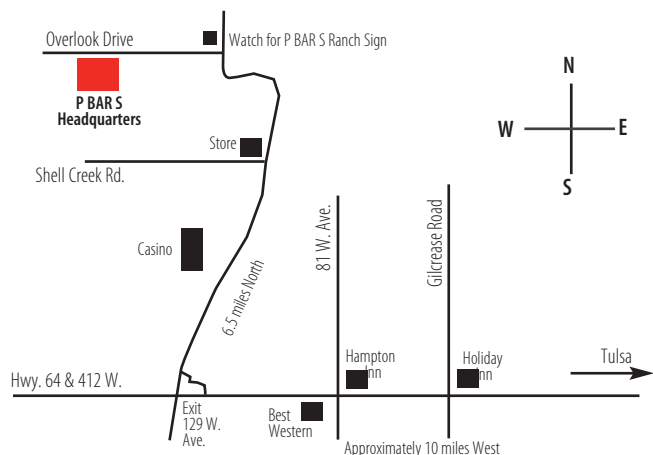 Overlook Drive
Watch for P BAR S Ranch Sign
P BAR S
Headquarters
N
W
E
S
Store
Shell Creek Rd.
Casino
6.5 miles North
81 W. Ave.
Gilcrease Road
Hampton
Inn
Holiday
Inn
Tulsa
Hwy. 64 & 412 W.
Exit
129 W.
Ave.
Best
Western
Approximately 10 miles West